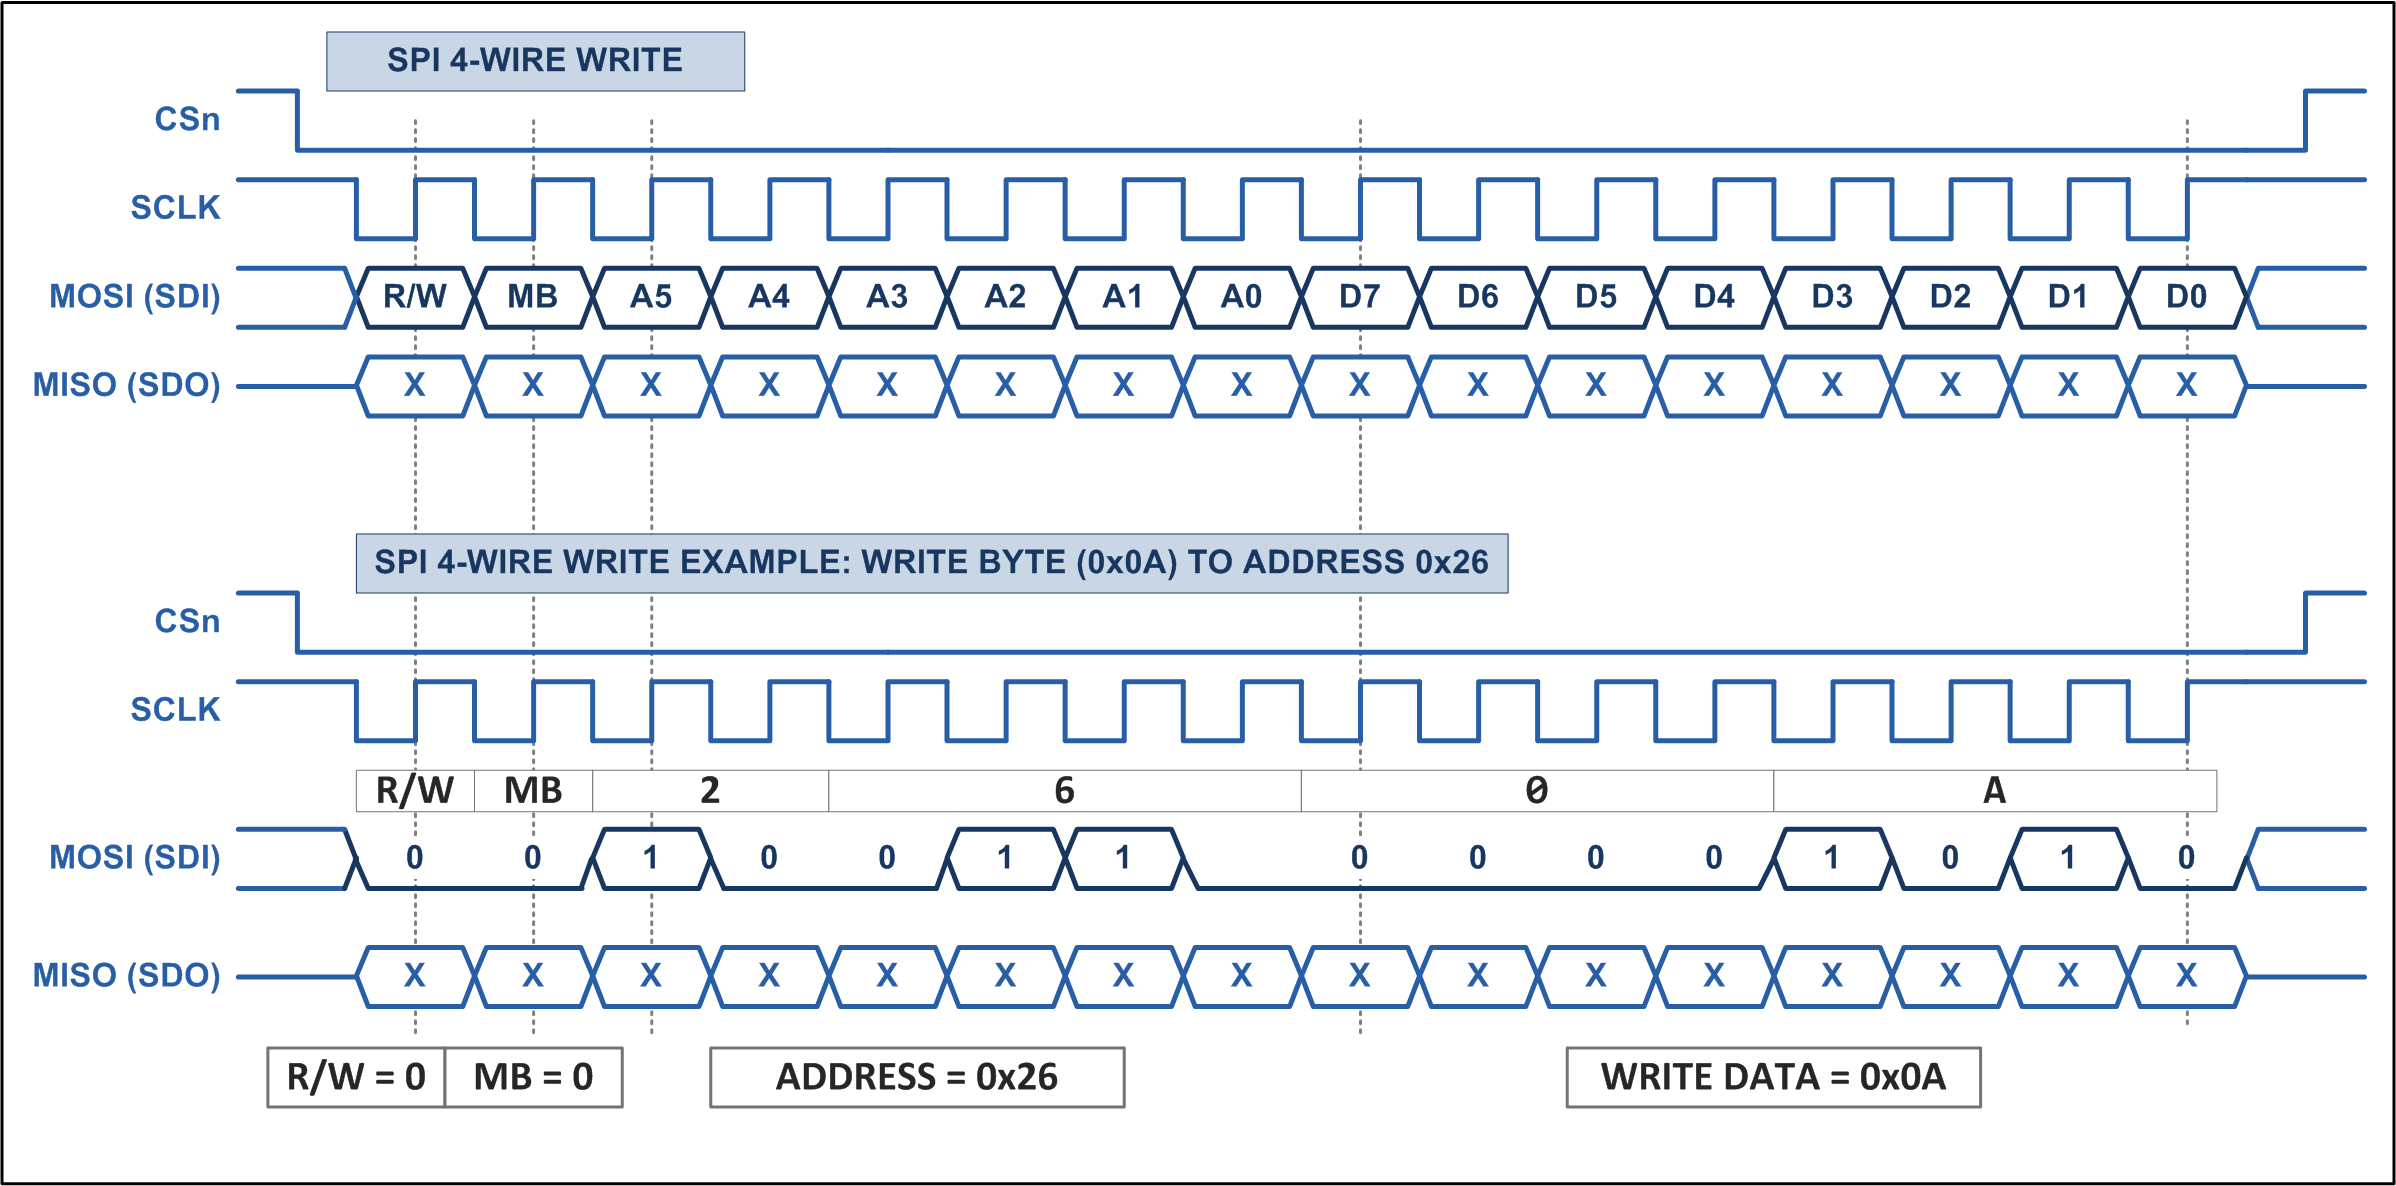 SPI 4-WIRE WRITE
CSn
SCLK
MOSI (SDI) R/W MB A5 A4 A3 A2 A1 A0 D7 D6 D5 D4 D3 D2 D1 D0
MISO (SDO) X X X X X X X X X X X X X X X X
SPI 4-WIRE WRITE EXAMPLE: WRITE BYTE (0x0A) TO ADDRESS 0x26
CSn
SCLK
R/W MB 2 6 0 A
MOSI (SDI) 0 0 1 0 0 1 1 0 0 0 0 1 0 1 0
MISO (SDO) X X X X X X X X X X X X X X X X
R/W = 0 MB = 0 ADDRESS = 0x26 WRITE DATA = 0x0A